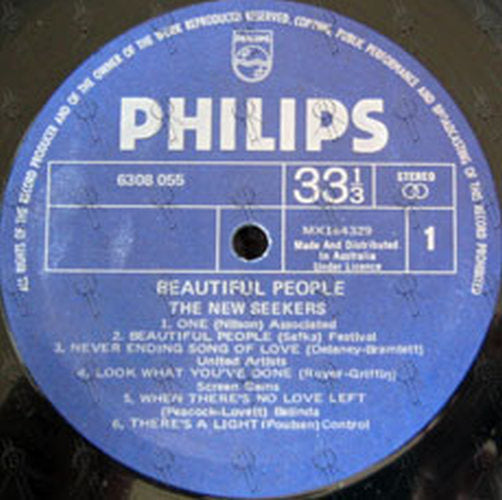 ALL RIGHTS OF THE RECORD PRODUCER AND OF THE OWNER OF THE WORK REPRODUCED RESERVED. COPYING, PUBLIC PERFORMANCE AND BROADCASTING OF THIS RECORD PROHIBITED
PHILIPS
PHILIPS
6308 055
33 1/3
STEREO
MX164329
Made And Distributed
In Australia
Under Licence
1
BEAUTIFUL PEOPLE
THE NEW SEEKERS
1. ONE (Nilsson) Associated
2. BEAUTIFUL PEOPLE (Safka) Festival
3. NEVER ENDING SONG OF LOVE (Delaney-Bramlett)
United Artists
4. LOOK WHAT YOU'VE DONE (Royer-Griffin)
Screen Gems
5. WHEN THERE'S NO LOVE LEFT
(Peacock-Lovett) Belinda
6. THERE'S A LIGHT (Poulsen) Control